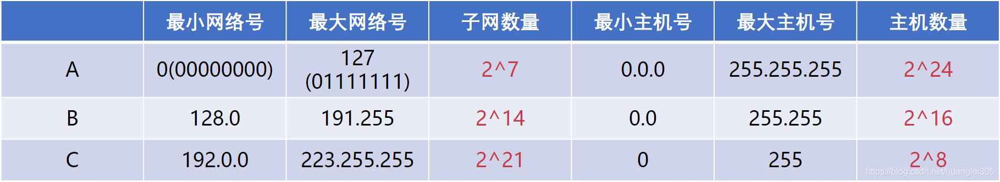 最小网络号 最大网络号 子网数量 最小主机号 最大主机号 主机数量
A 0(00000000) 127 (01111111) 2^7 0.0.0 255.255.255 2^24
B 128.0 191.255 2^14 0.0 255.255 2^16
C 192.0.0 223.255.255 2^21 0 255 2^8
https://blog.csdn.net/huanglei305